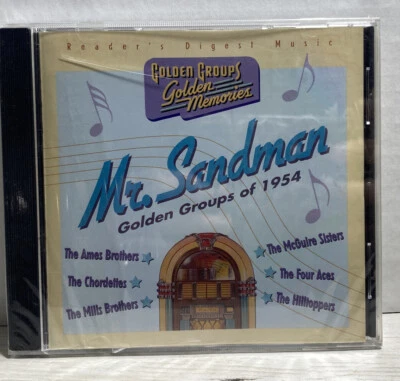 Reader's Digest Music
GOLDEN GROUPS
Golden
Memories
Mr. Sandman
Golden Groups of 1954
The Ames Brothers
The McGuire Sisters
The Chordettes
The Four Aces
The Mills Brothers
The Hilltoppers